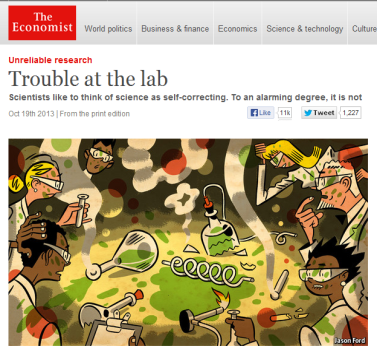 The
Economist
World politics
Business & finance
Economics
Science & technology
Culture
Unreliable research
Trouble at the lab
Scientists like to think of science as self-correcting. To an alarming degree, it is not
Oct 19th 2013 | From the print edition
Like
11k
Tweet
1,227
Jason Ford